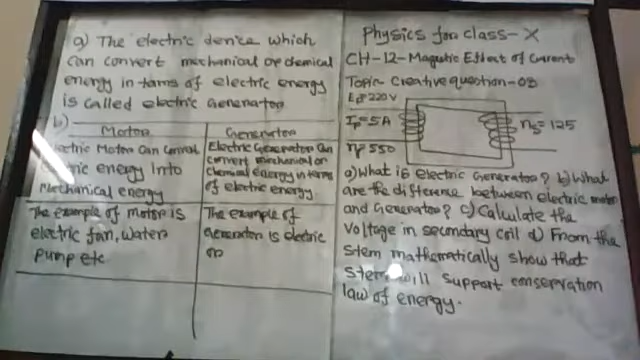 a) The electric device which
can convert mechanical or chemical
energy in terms of electric energy
is called electric Generator
b)
Motor
Electric Motor Can Convert
Electric energy Into
Mechanical energy
The example of motor is
electric fan, water
pump etc
Generator
Electric Generator Can
convert mechanical or
chemical energy in terms
of electric energy.
The example of
Generator is electric
Physics for class-X
CH-12-Magnetic Effect of Current
Topic- Creative question-03
Ep=220V
Ip=5A
np 550
ns=125
a) What is electric Generator? b) What
are the difference between electric motor
and Generator? c) Calculate the
Voltage in secondary coil d) From the
Stem mathematically show that
Stem will support conservation
law of energy.